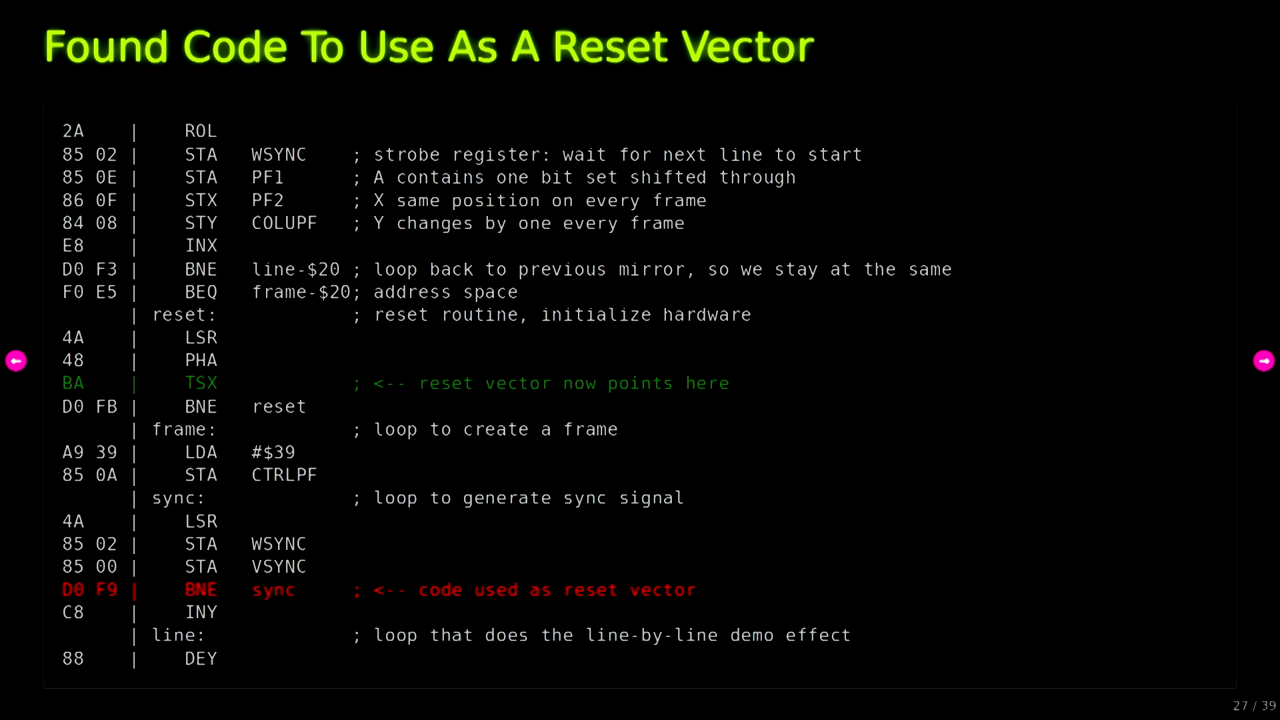 Found Code To Use As A Reset Vector
2A    |    ROL
85 02 |    STA   WSYNC    ; strobe register: wait for next line to start
85 0E |    STA   PF1      ; A contains one bit set shifted through
86 0F |    STX   PF2      ; X same position on every frame
84 08 |    STY   COLUPF   ; Y changes by one every frame
E8    |    INX
D0 F3 |    BNE   line-$20 ; loop back to previous mirror, so we stay at the same
F0 E5 |    BEQ   frame-$20; address space
      | reset:            ; reset routine, initialize hardware
4A    |    LSR
48    |    PHA
BA    |    TSX            ; <-- reset vector now points here
D0 FB |    BNE   reset
      | frame:            ; loop to create a frame
A9 39 |    LDA   #$39
85 0A |    STA   CTRLPF
      | sync:             ; loop to generate sync signal
4A    |    LSR
85 02 |    STA   WSYNC
85 00 |    STA   VSYNC
D0 F9 |    BNE   sync     ; <-- code used as reset vector
C8    |    INY
      | line:             ; loop that does the line-by-line demo effect
88    |    DEY
27 / 39